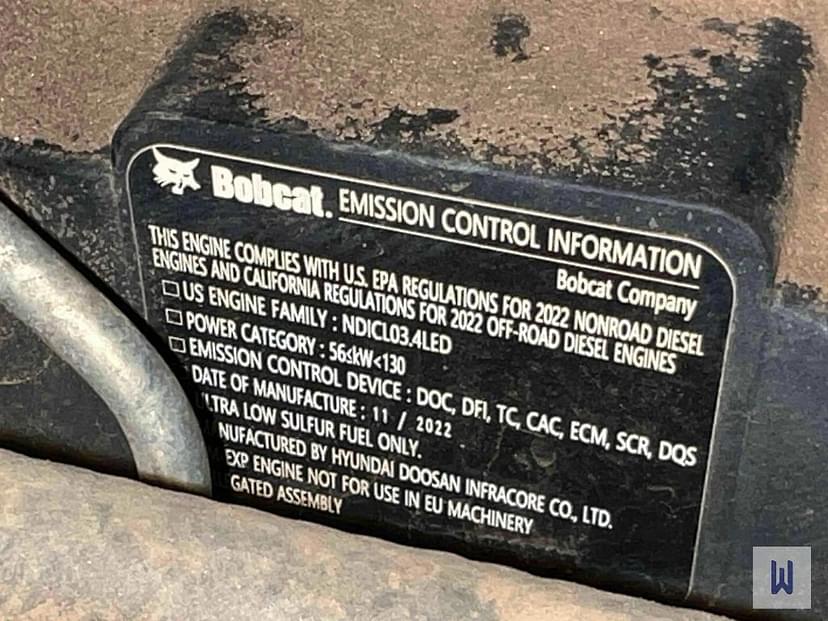 Bobcat. EMISSION CONTROL INFORMATION
Bobcat Company
THIS ENGINE COMPLIES WITH U.S. EPA REGULATIONS FOR 2022 NONROAD DIESEL
ENGINES AND CALIFORNIA REGULATIONS FOR 2022 OFF-ROAD DIESEL ENGINES
US ENGINE FAMILY : NDICL03.4LED
POWER CATEGORY : 56≤kW<130
EMISSION CONTROL DEVICE : DOC, DFI, TC, CAC, ECM, SCR, DQS
DATE OF MANUFACTURE : 11 / 2022
LTRA LOW SULFUR FUEL ONLY.
NUFACTURED BY HYUNDAI DOOSAN INFRACORE CO., LTD.
EXP ENGINE NOT FOR USE IN EU MACHINERY
GATED ASSEMBLY
W